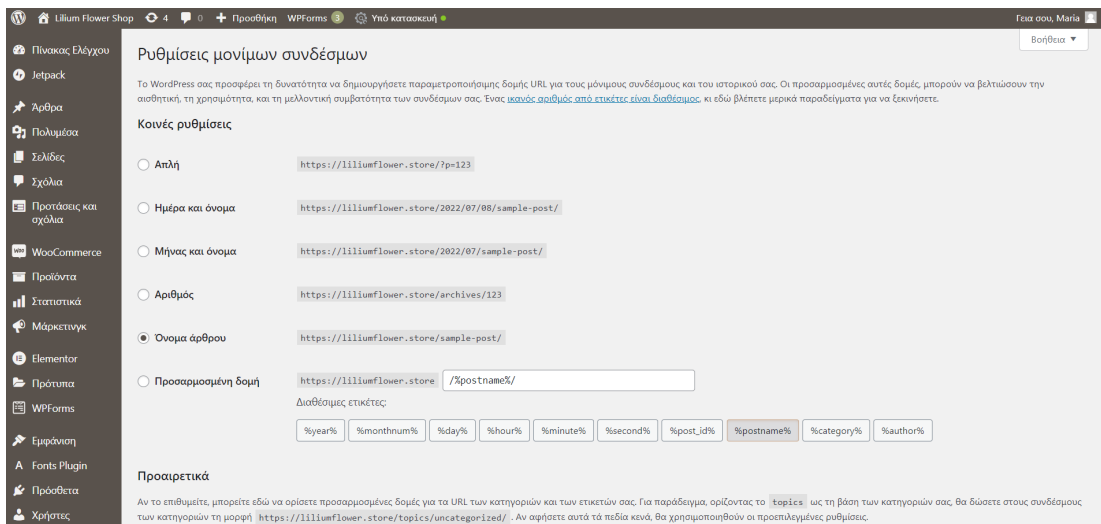 Lilium Flower Shop 4 0 Προσθήκη WPForms 3 Υπό κατασκευή Γεια σου, Maria
Βοήθεια ▼
Πίνακας Ελέγχου
Jetpack
Άρθρα
Πολυμέσα
Σελίδες
Σχόλια
Προτάσεις και
σχόλια
WooCommerce
Προϊόντα
Στατιστικά
Μάρκετινγκ
Elementor
Πρότυπα
WPForms
Εμφάνιση
Fonts Plugin
Πρόσθετα
Χρήστες
Ρυθμίσεις μονίμων συνδέσμων
Το WordPress σας προσφέρει τη δυνατότητα να δημιουργήσετε παραμετροποιήσιμης δομής URL για τους μόνιμους συνδέσμους και του ιστορικού σας. Οι προσαρμοσμένες αυτές δομές, μπορούν να βελτιώσουν την
αισθητική, τη χρησιμότητα, και τη μελλοντική συμβατότητα των συνδέσμων σας. Ένας ικανός αριθμός από ετικέτες είναι διαθέσιμος, κι εδώ βλέπετε μερικά παραδείγματα για να ξεκινήσετε.
Κοινές ρυθμίσεις
Απλή https://liliumflower.store/?p=123
Ημέρα και όνομα https://liliumflower.store/2022/07/08/sample-post/
Μήνας και όνομα https://liliumflower.store/2022/07/sample-post/
Αριθμός https://liliumflower.store/archives/123
Όνομα άρθρου https://liliumflower.store/sample-post/
Προσαρμοσμένη δομή https://liliumflower.store /%postname%/
Διαθέσιμες ετικέτες:
%year% %monthnum% %day% %hour% %minute% %second% %post_id% %postname% %category% %author%
Προαιρετικά
Αν το επιθυμείτε, μπορείτε εδώ να ορίσετε προσαρμοσμένες δομές για τα URL των κατηγοριών και των ετικετών σας. Για παράδειγμα, ορίζοντας το topics ως τη βάση των κατηγοριών σας, θα δώσετε στους συνδέσμους
των κατηγοριών τη μορφή https://liliumflower.store/topics/uncategorized/ . Αν αφήσετε αυτά τά πεδία κενά, θα χρησιμοποιηθούν οι προεπιλεγμένες ρυθμίσεις.